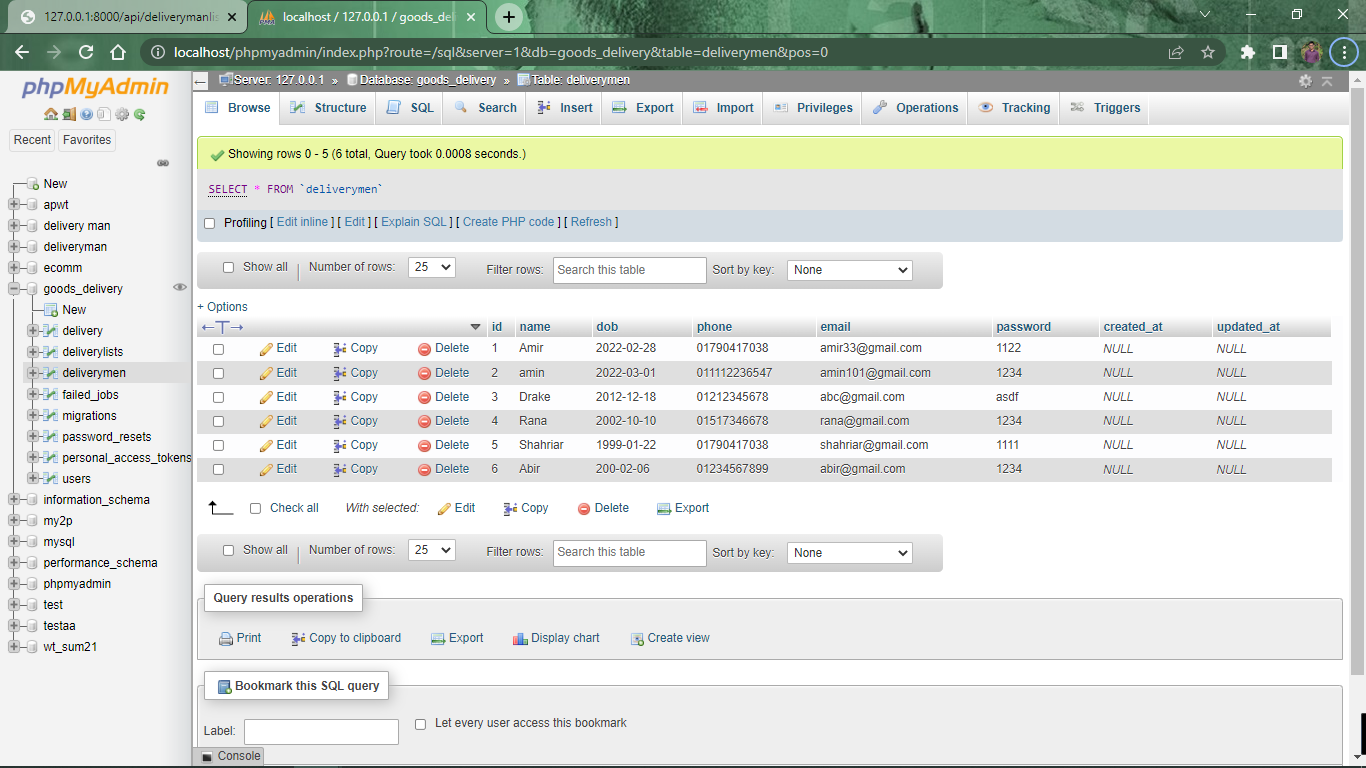 127.0.0.1:8000/api/deliverymanlis
localhost / 127.0.0.1 / goods_del
localhost/phpmyadmin/index.php?route=/sql&server=1&db=goods_delivery&table=deliverymen&pos=0
phpMyAdmin
Recent
Favorites
New
apwt
delivery man
deliveryman
ecomm
goods_delivery
New
delivery
deliverylists
deliverymen
failed_jobs
migrations
password_resets
personal_access_tokens
users
information_schema
my2p
mysql
performance_schema
phpmyadmin
test
testaa
wt_sum21
Server: 127.0.0.1 » Database: goods_delivery » Table: deliverymen
Browse Structure SQL Search Insert Export Import Privileges Operations Tracking Triggers
Showing rows 0 - 5 (6 total, Query took 0.0008 seconds.)
SELECT * FROM `deliverymen`
Profiling [ Edit inline ] [ Edit ] [ Explain SQL ] [ Create PHP code ] [ Refresh ]
Show all Number of rows: 25 Filter rows: Search this table Sort by key: None
+ Options
←T→ id name dob phone email password created_at updated_at
Edit Copy Delete 1 Amir 2022-02-28 01790417038 amir33@gmail.com 1122 NULL NULL
Edit Copy Delete 2 amin 2022-03-01 011112236547 amin101@gmail.com 1234 NULL NULL
Edit Copy Delete 3 Drake 2012-12-18 01212345678 abc@gmail.com asdf NULL NULL
Edit Copy Delete 4 Rana 2002-10-10 01517346678 rana@gmail.com 1234 NULL NULL
Edit Copy Delete 5 Shahriar 1999-01-22 01790417038 shahriar@gmail.com 1111 NULL NULL
Edit Copy Delete 6 Abir 200-02-06 01234567899 abir@gmail.com 1234 NULL NULL
Check all With selected: Edit Copy Delete Export
Show all Number of rows: 25 Filter rows: Search this table Sort by key: None
Query results operations
Print Copy to clipboard Export Display chart Create view
Bookmark this SQL query
Label: Let every user access this bookmark
Console